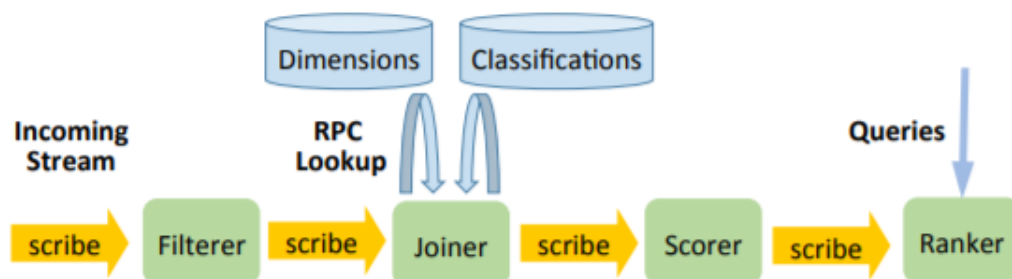 Dimensions
Classifications
Incoming
Stream
RPC
Lookup
Queries
scribe
Filterer
scribe
Joiner
scribe
Scorer
scribe
Ranker